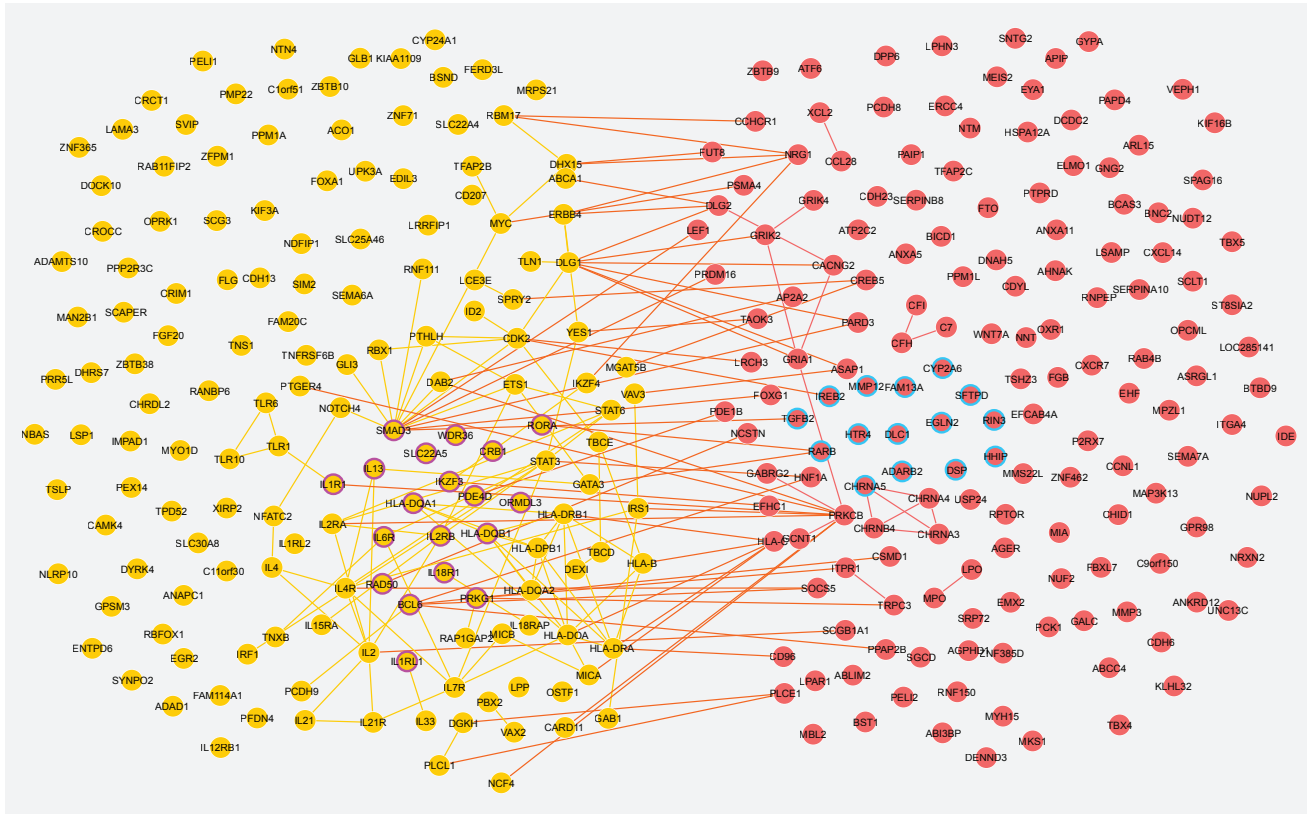 CYP24A1
NTN4
GLB1 KIAA1109
PELI1
FERD3L
BSND
CRCT1
PMP22
C1orf51
ZBTB10
MRPS21
RBM17
ZNF71
SLC22A4
LAMA3
SVIP
PPM1A
ACO1
ZNF365
RAB11FIP2
ZFPM1
UPK3A
EDIL3
TFAP2B
DHX15
ABCA1
FOXA1
DOCK10
CD207
OPRK1
SCG3
KIF3A
LRRFIP1
MYC
ERBB4
CROCC
NDFIP1
SLC25A46
ADAMTS10
PPP2R3C
FLG
CDH13
SIM2
SEMA6A
RNF111
LCE3E
TLN1
DLG1
CRIM1
SPRY2
MAN2B1
SCAPER
FAM20C
ID2
FGF20
TNS1
TNFRSF6B
GLI3
RBX1
PTHLH
CDK2
YES1
PRR5L
DHRS7
ZBTB38
RANBP6
PTGER4
DAB2
ETS1
IKZF4
MGAT5B
CHRDL2
TLR6
NOTCH4
VAV3
STAT6
NBAS
LSP1
IMPAD1
MYO1D
TLR10
TLR1
SMAD3
WDR36
RORA
TBCE
SLC22A5
CRB1
STAT3
TSLP
PEX14
IL13
IL1R1
IKZF3
PDE4D
GATA3
CAMK4
TPD52
XIRP2
NFATC2
IL2RA
HLA-DQA1
ORMDL3
HLA-DRB1
IRS1
SLC30A8
IL1RL2
IL6R
IL2RB
HLA-DQB1
HLA-DPB1
TBCD
NLRP10
DYRK4
C11orf30
IL4
IL18R1
DEXI
HLA-B
GPSM3
ANAPC1
IL4R
RAD50
BCL6
PRKG1
HLA-DQA2
ENTPD6
RBFOX1
EGR2
TNXB
IL15RA
IL18RAP
RAP1GAP2
MICB
HLA-DOA
HLA-DRA
IRF1
IL2
IL1RL1
SYNPO2
ADAD1
FAM114A1
PCDH9
IL7R
LPP
OSTF1
MICA
PFDN4
IL21
IL21R
IL33
DGKH
PBX2
VAX2
CARD11
GAB1
IL12RB1
PLCL1
NCF4
ZBTB9
ATF6
DPP6
LPHN3
SNTG2
GYPA
APIP
MEIS2
EYA1
VEPH1
CCHCR1
XCL2
PCDH8
ERCC4
NTM
HSPA12A
DCDC2
PAPD4
KIF16B
FUT8
NRG1
CCL28
PAIP1
TFAP2C
ELMO1
GNG2
ARL15
PSMA4
DLG2
GRIK4
CDH23
SERPINB8
FTO
PTPRD
SPAG16
BCAS3
BNC2
NUDT12
LEF1
GRIK2
ATP2C2
BICD1
ANXA11
TBX5
PRDM16
CACNG2
ANXA5
DNAH5
LSAMP
CXCL14
CREB5
PPM1L
AHNAK
CDYL
SCLT1
AP2A2
RNPEP
SERPINA10
ST8SIA2
TAOK3
PARD3
CFI
C7
CFH
WNT7A
NNT
OXR1
OPCML
LOC285141
LRCH3
GRIA1
ASAP1
CYP2A6
TSHZ3
FGB
CXCR7
RAB4B
ASRGL1
BTBD9
FOXG1
IREB2
MMP12
FAM13A
SFTPD
EHF
MPZL1
PDE1B
TGFB2
EGLN2
RIN3
EFCAB4A
ITGA4
NCSTN
HTR4
DLC1
IDE
RARB
HHIP
P2RX7
SEMA7A
GABRG2
HNF1A
ADARB2
DSP
MMS22L
ZNF462
CCNL1
CHRNA5
CHRNA4
USP24
MAP3K13
NUPL2
EFHC1
PRKCB
CHRNB4
CHRNA3
RPTOR
CHID1
HLA-C
GCNT1
MIA
GPR98
CSMD1
AGER
NRXN2
ITPR1
LPO
NUF2
FBXL7
C9orf150
SOCS5
TRPC3
MPO
EMX2
ANKRD12
UNC13C
SRP72
PCK1
GALC
MMP3
SCGB1A1
PPAP2B
SGCD
AGPHD1
ZNF385D
CDH6
CD96
ABCC4
KLHL32
PLCE1
LPAR1
ABLIM2
PELI2
RNF150
MYH15
TBX4
MBL2
BST1
ABI3BP
MKS1
DENND3